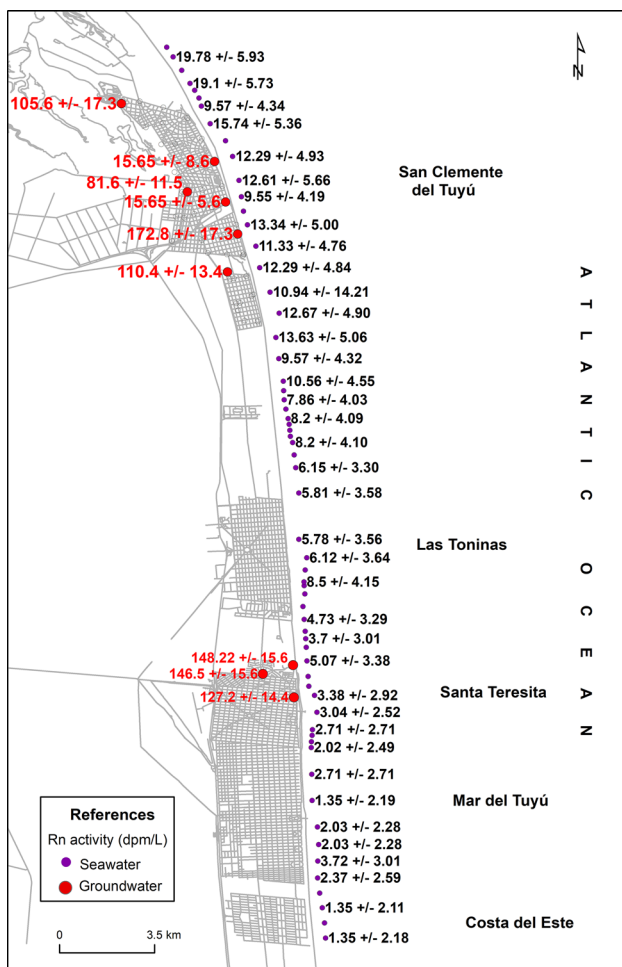 N
19.78 +/- 5.93
19.1 +/- 5.73
105.6 +/- 17.3
9.57 +/- 4.34
15.74 +/- 5.36
15.65 +/- 8.6
12.29 +/- 4.93
San Clemente
del Tuyú
81.6 +/- 11.5
12.61 +/- 5.66
15.65 +/- 5.6
9.55 +/- 4.19
13.34 +/- 5.00
172.8 +/- 17.3
11.33 +/- 4.76
110.4 +/- 13.4
12.29 +/- 4.84
10.94 +/- 14.21
12.67 +/- 4.90
13.63 +/- 5.06
9.57 +/- 4.32
10.56 +/- 4.55
7.86 +/- 4.03
8.2 +/- 4.09
8.2 +/- 4.10
6.15 +/- 3.30
5.81 +/- 3.58
ATLANTIC OCEAN
5.78 +/- 3.56
Las Toninas
6.12 +/- 3.64
8.5 +/- 4.15
4.73 +/- 3.29
3.7 +/- 3.01
148.22 +/- 15.6
5.07 +/- 3.38
146.5 +/- 15.6
127.2 +/- 14.4
3.38 +/- 2.92
Santa Teresita
3.04 +/- 2.52
2.71 +/- 2.71
2.02 +/- 2.49
2.71 +/- 2.71
1.35 +/- 2.19
Mar del Tuyú
2.03 +/- 2.28
2.03 +/- 2.28
3.72 +/- 3.01
2.37 +/- 2.59
1.35 +/- 2.11
Costa del Este
1.35 +/- 2.18
References
Rn activity (dpm/L)
Seawater
Groundwater
0 3.5 km